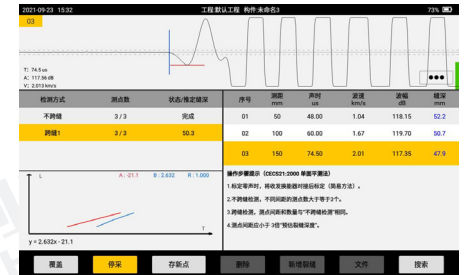 2021-09-23 15:32 工程:默认工程 构件:未命名3 73%
03
T: 74.5 us
A: 117.56 dB
V: 2.013 km/s
检测方式 测点数 状态/推定缝深
不跨缝 3 / 3 完成
跨缝1 3 / 3 50.3
序号 测距 mm 声时 us 波速 km/s 波幅 dB 缝深 mm
01 50 48.00 1.04 118.15 52.2
02 100 60.00 1.67 119.70 50.7
03 150 74.50 2.01 117.35 47.9
L A : -21.1 B : 2.632 R : 1.000
T
y = 2.632x - 21.1
操作步骤提示（CECS21:2000 单面平测法）
1.标定零声时，将收发换能器对接后标定（简易方法）。
2.不跨缝检测，不同间距的测点数大于等于3个。
3.跨缝检测，测点间距和数量与“不跨缝检测”相同。
4.测点间距应小于 3倍“预估裂缝深度”。
覆盖 停采 存新点 删除 新增裂缝 文件 搜索